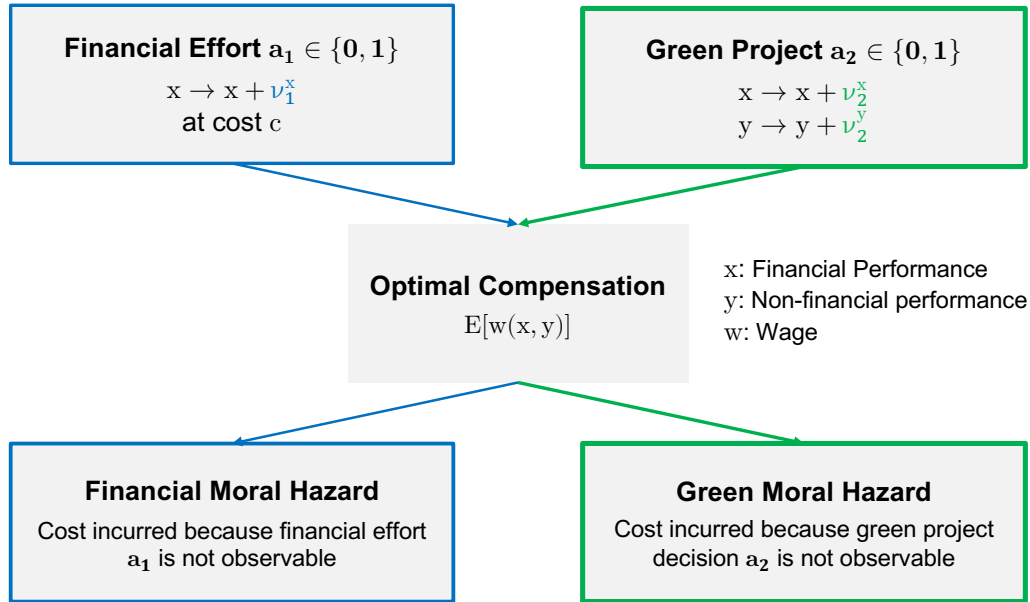 Financial Effort a₁ ∈ {0, 1}
x → x + ν₁ˣ
at cost c
Green Project a₂ ∈ {0, 1}
x → x + ν₂ˣ
y → y + ν₂ʸ
Optimal Compensation
E[w(x, y)]
x: Financial Performance
y: Non-financial performance
w: Wage
Financial Moral Hazard
Cost incurred because financial effort
a₁ is not observable
Green Moral Hazard
Cost incurred because green project
decision a₂ is not observable